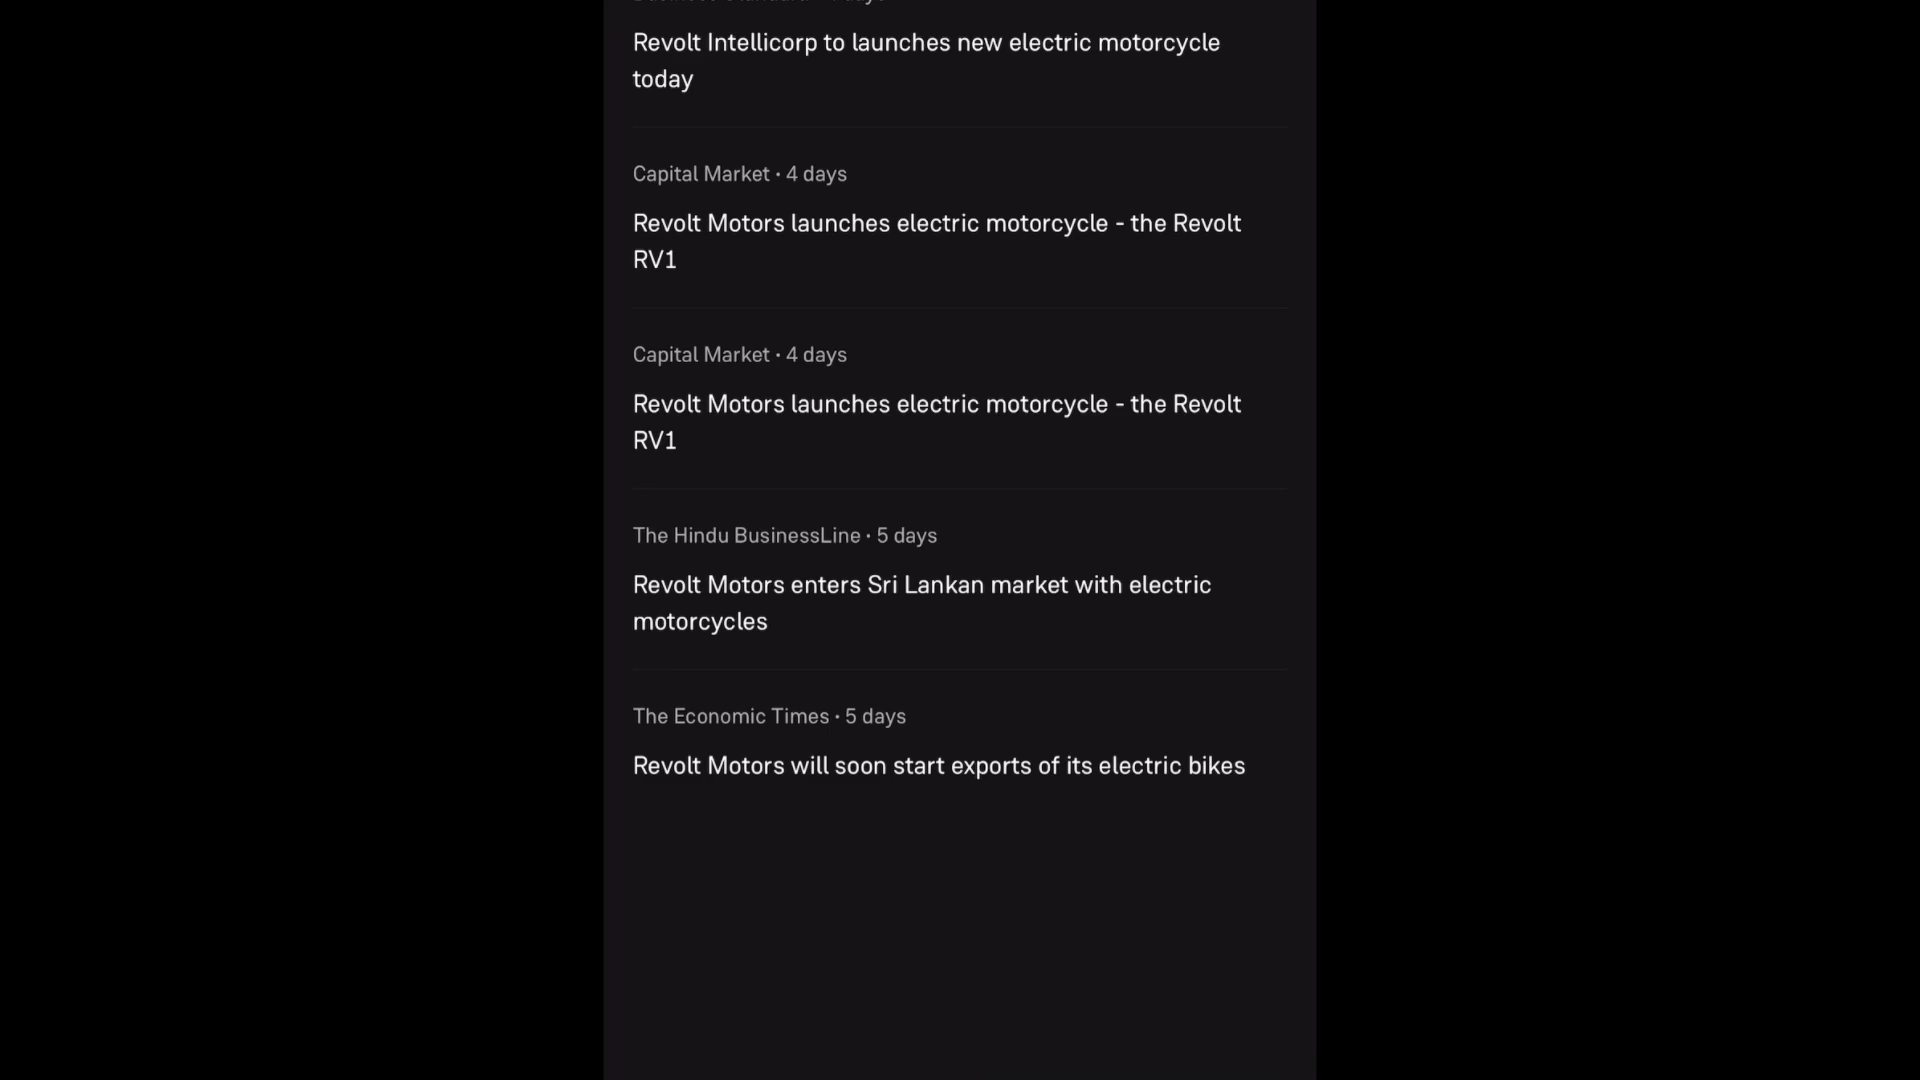 Revolt Intellicorp to launches new electric motorcycle
today
Capital Market • 4 days
Revolt Motors launches electric motorcycle - the Revolt
RV1
Capital Market • 4 days
Revolt Motors launches electric motorcycle - the Revolt
RV1
The Hindu BusinessLine • 5 days
Revolt Motors enters Sri Lankan market with electric
motorcycles
The Economic Times • 5 days
Revolt Motors will soon start exports of its electric bikes